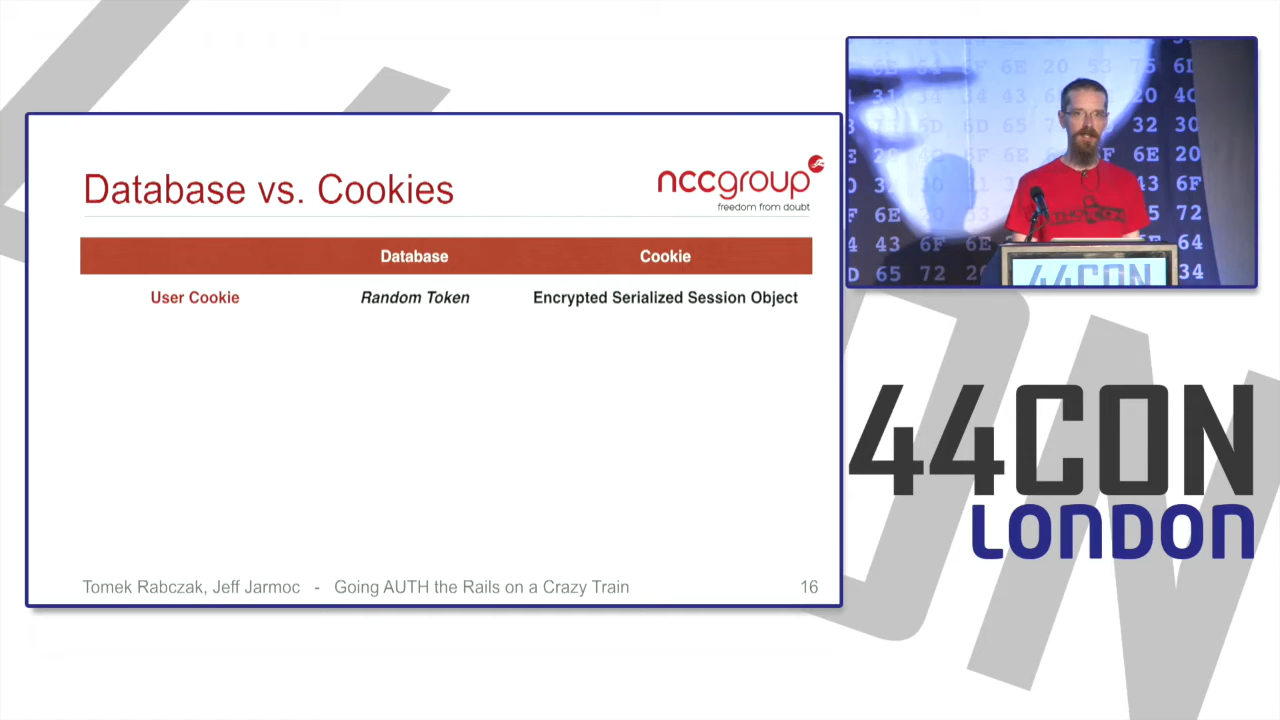 Database vs. Cookies
nccgroup
freedom from doubt
Database Cookie
User Cookie Random Token Encrypted Serialized Session Object
Tomek Rabczak, Jeff Jarmoc - Going AUTH the Rails on a Crazy Train 16
44CON
44CON
LONDON